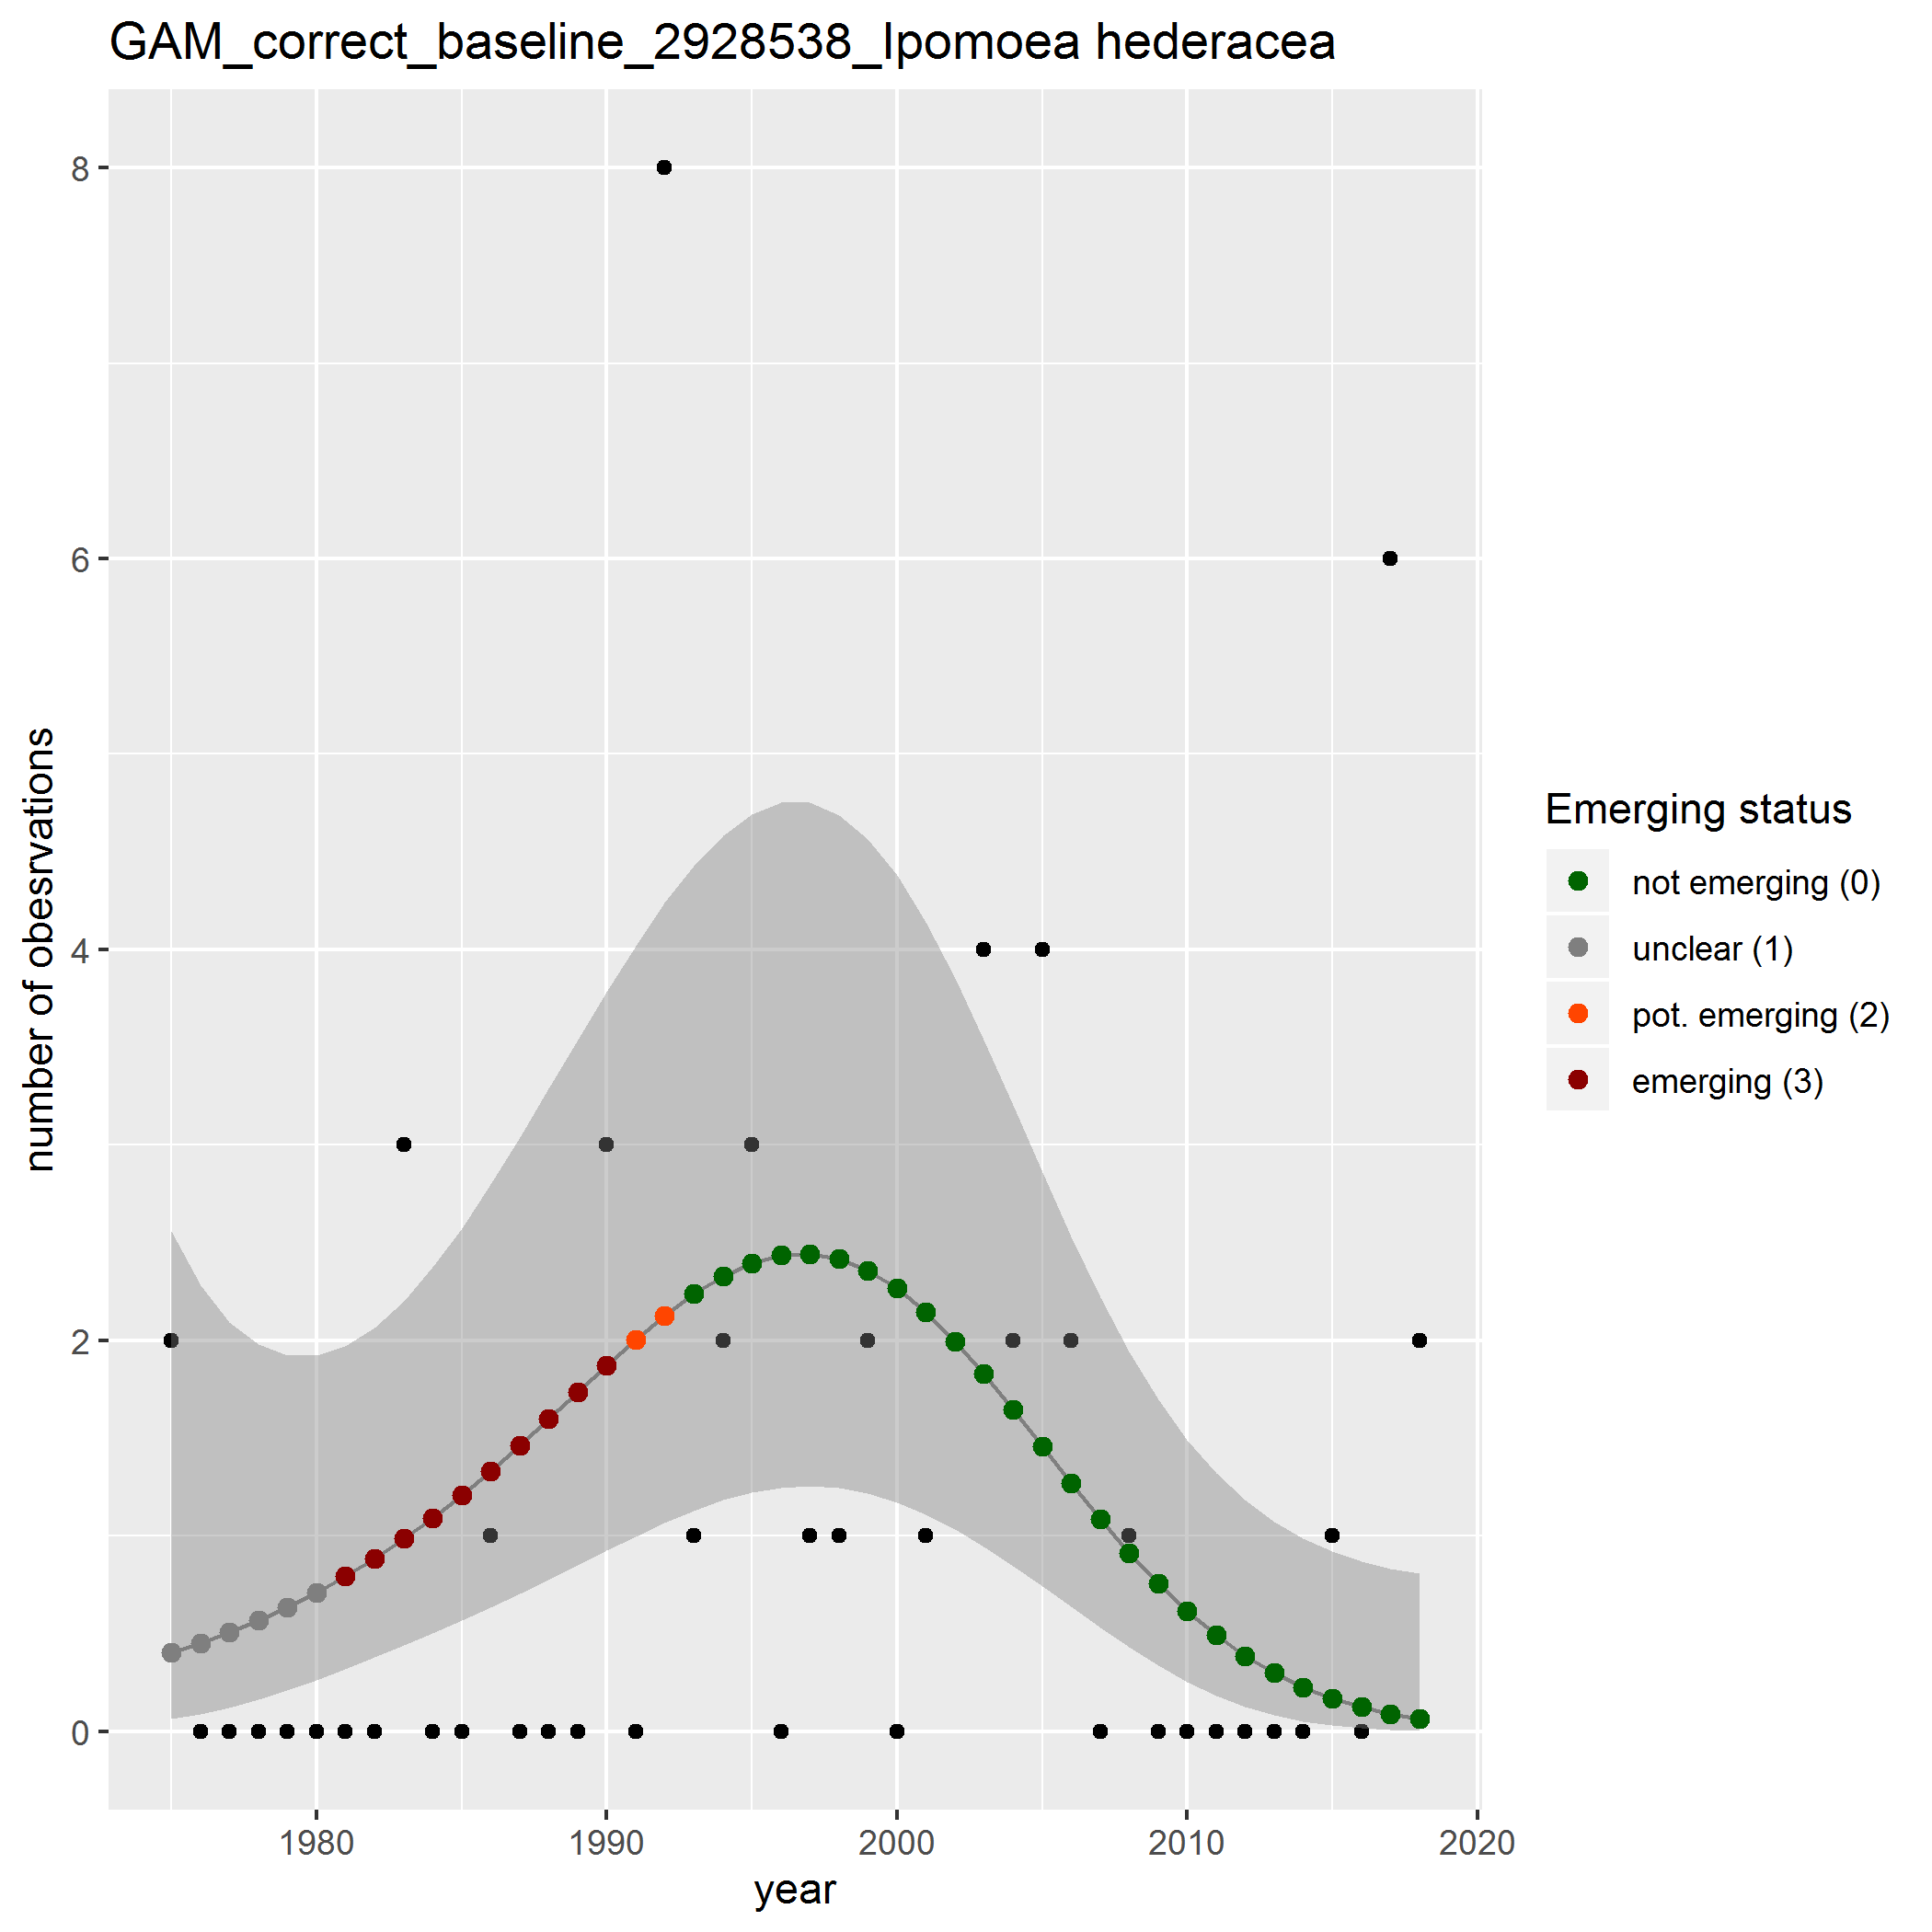 GAM_correct_baseline_2928538_Ipomoea hederacea
8
6
4
2
0
number of obesrvations
1980
1990
2000
2010
2020
year
Emerging status
not emerging (0)
unclear (1)
pot. emerging (2)
emerging (3)